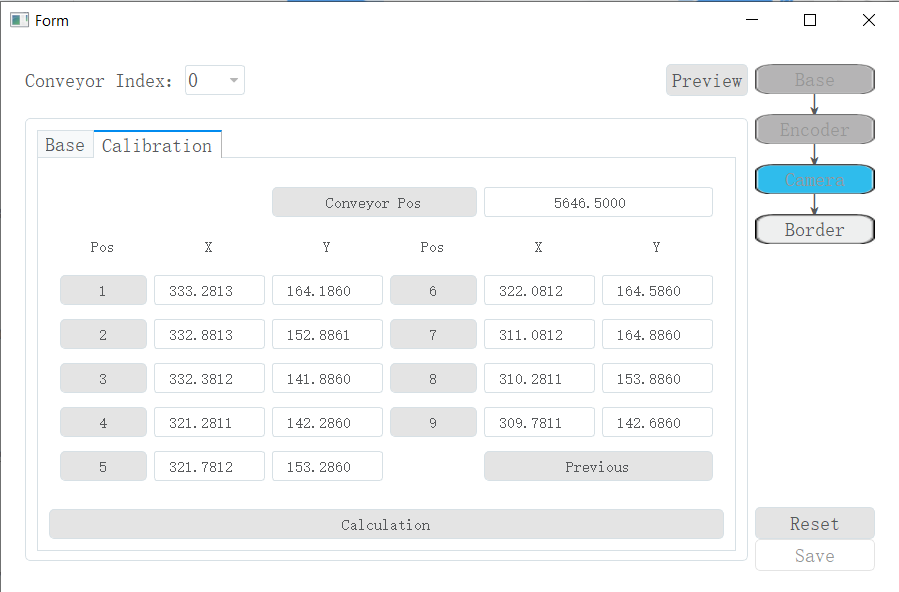 Form
Conveyor Index: 0 Preview Base
Base Calibration Encoder
Camera
Conveyor Pos 5646.5000
Border
Pos X Y Pos X Y
1 333.2813 164.1860 6 322.0812 164.5860
2 332.8813 152.8861 7 311.0812 164.8860
3 332.3812 141.8860 8 310.2811 153.8860
4 321.2811 142.2860 9 309.7811 142.6860
5 321.7812 153.2860 Previous
Calculation Reset
Save